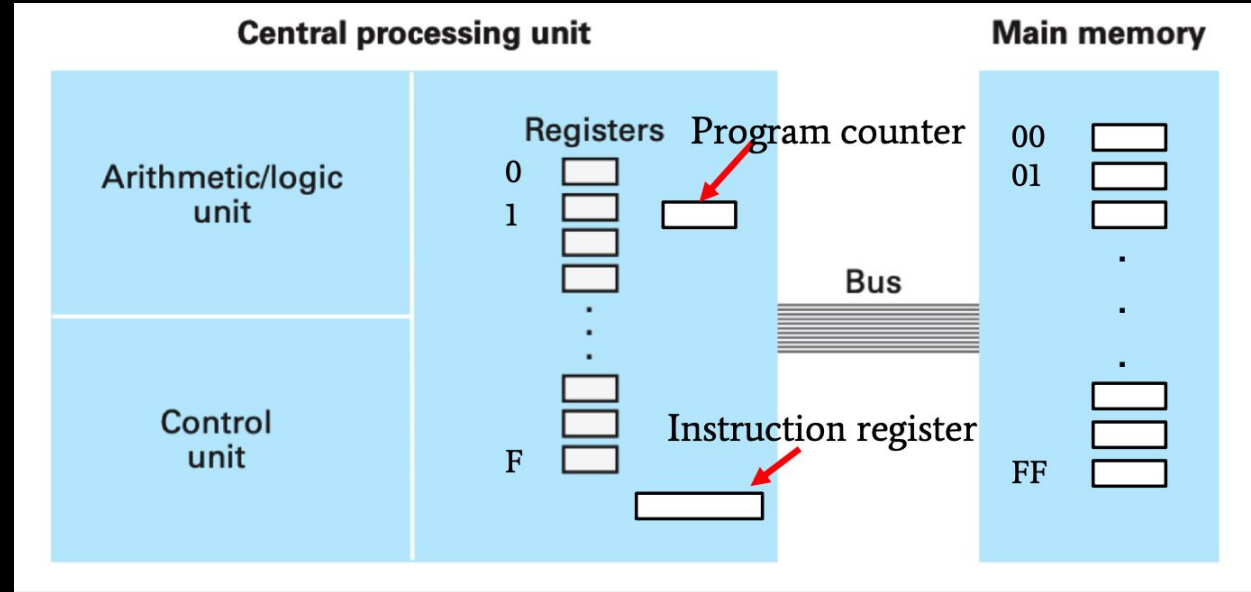 Central processing unit
Main memory
Arithmetic/logic
unit
Control
unit
Registers
0
1
F
Program counter
Instruction register
Bus
00
01
FF